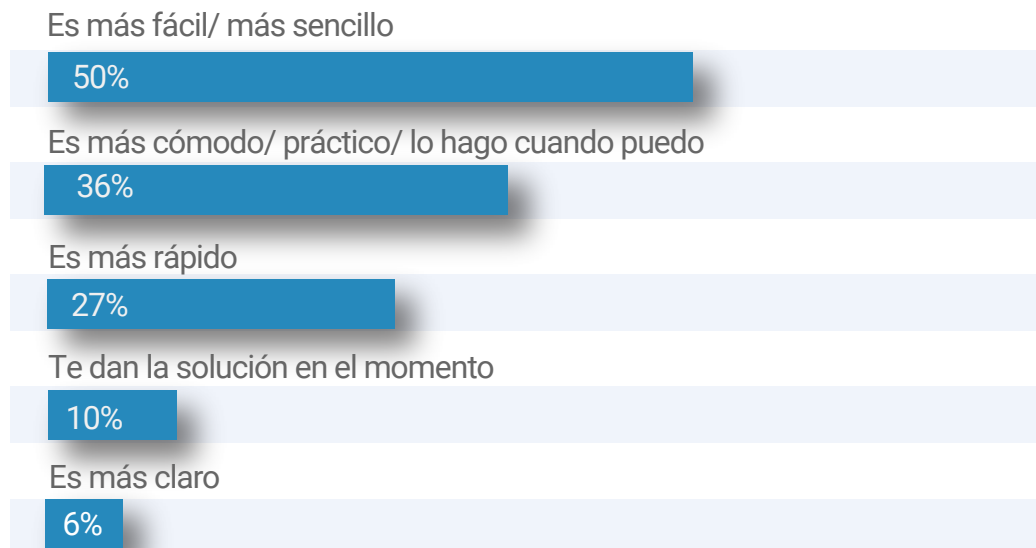 Es más fácil/ más sencillo
50%
Es más cómodo/ práctico/ lo hago cuando puedo
36%
Es más rápido
27%
Te dan la solución en el momento
10%
Es más claro
6%